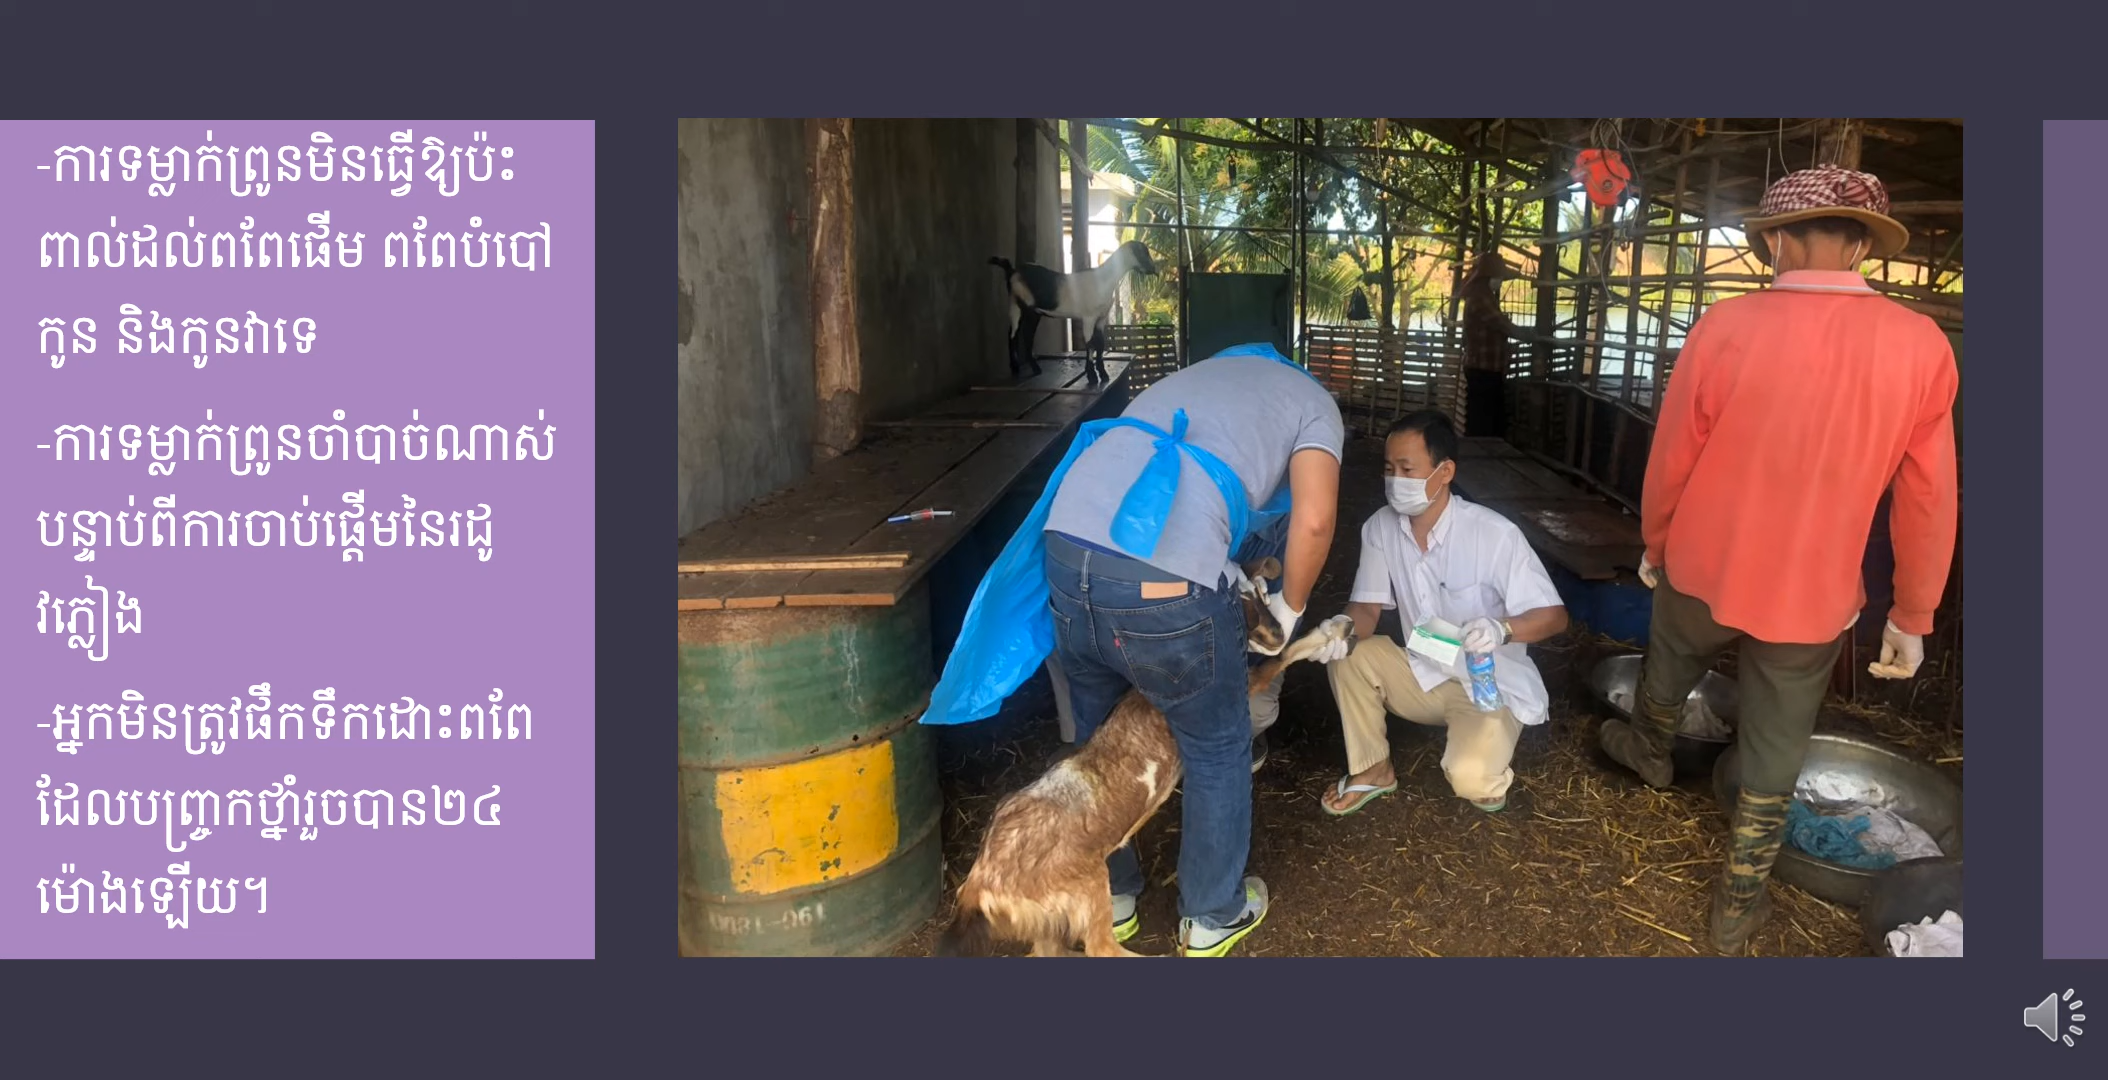 -ការទម្លាក់ព្រូនមិនធ្វើឱ្យប៉ះ
ពាល់ដល់ពពែផើម ពពែបំបៅ
កូន និងកូនវាទេ
-ការទម្លាក់ព្រូនចាំបាច់ណាស់
បន្ទាប់ពីការចាប់ផ្តើមនៃរដូ
វភ្លៀង
-អ្នកមិនត្រូវផឹកទឹកដោះពពែ
ដែលបញ្ច្រកថ្នាំរួចបាន២៤
ម៉ោងឡើយ។